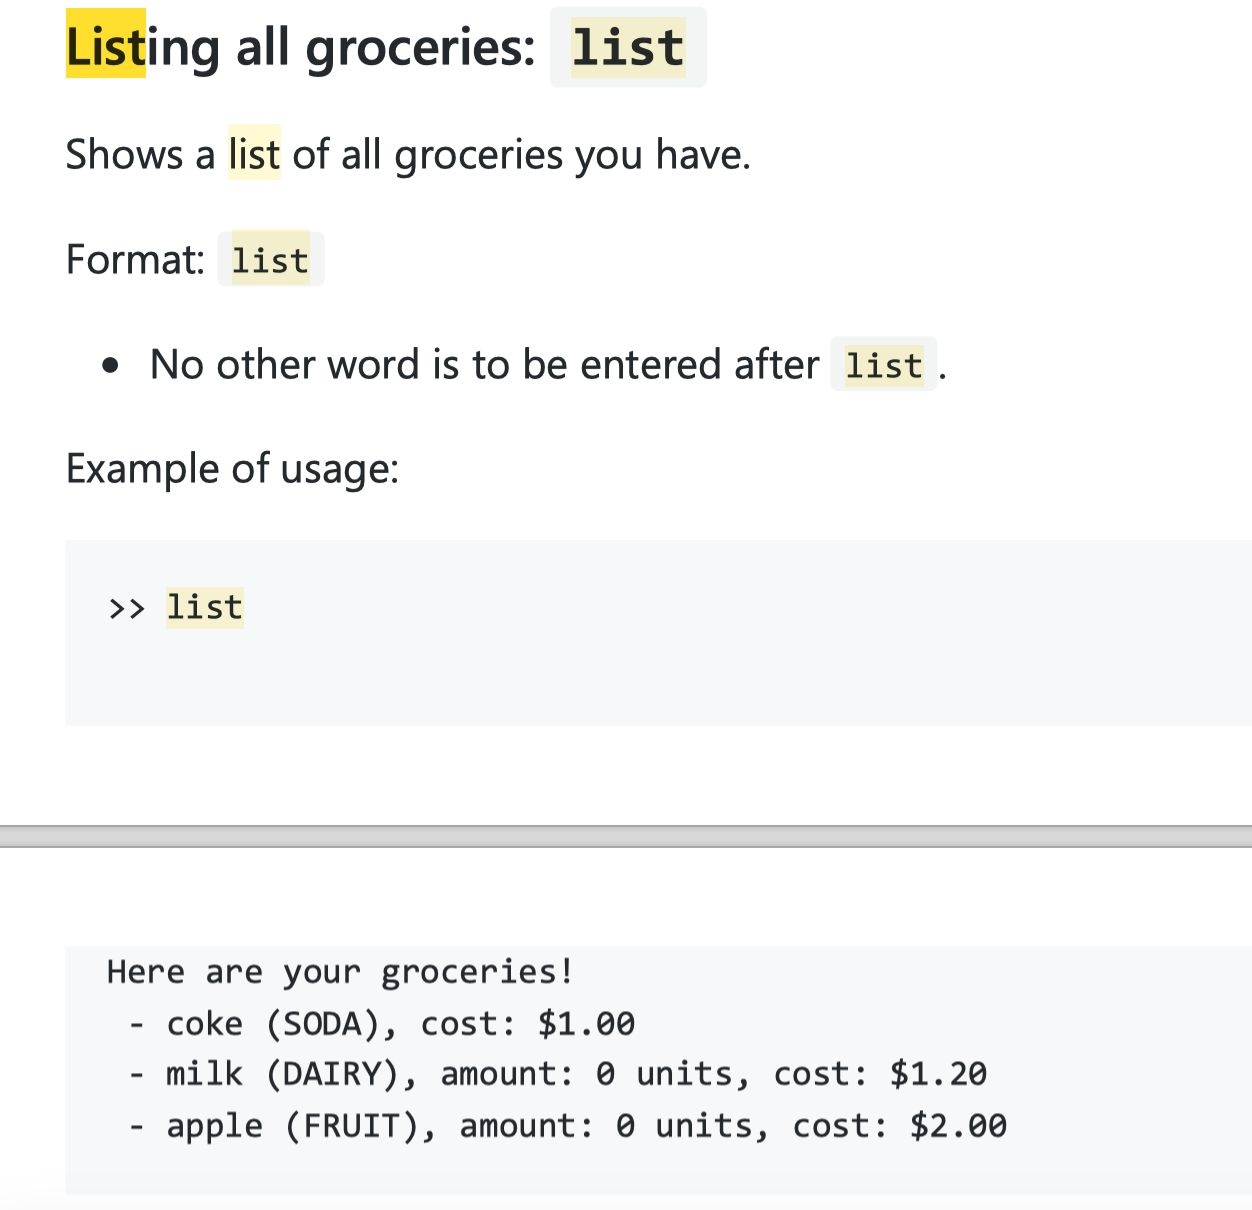 Listing all groceries: list
Shows a list of all groceries you have.
Format: list
• No other word is to be entered after list .
Example of usage:
>> list
Here are your groceries!
- coke (SODA), cost: $1.00
- milk (DAIRY), amount: 0 units, cost: $1.20
- apple (FRUIT), amount: 0 units, cost: $2.00